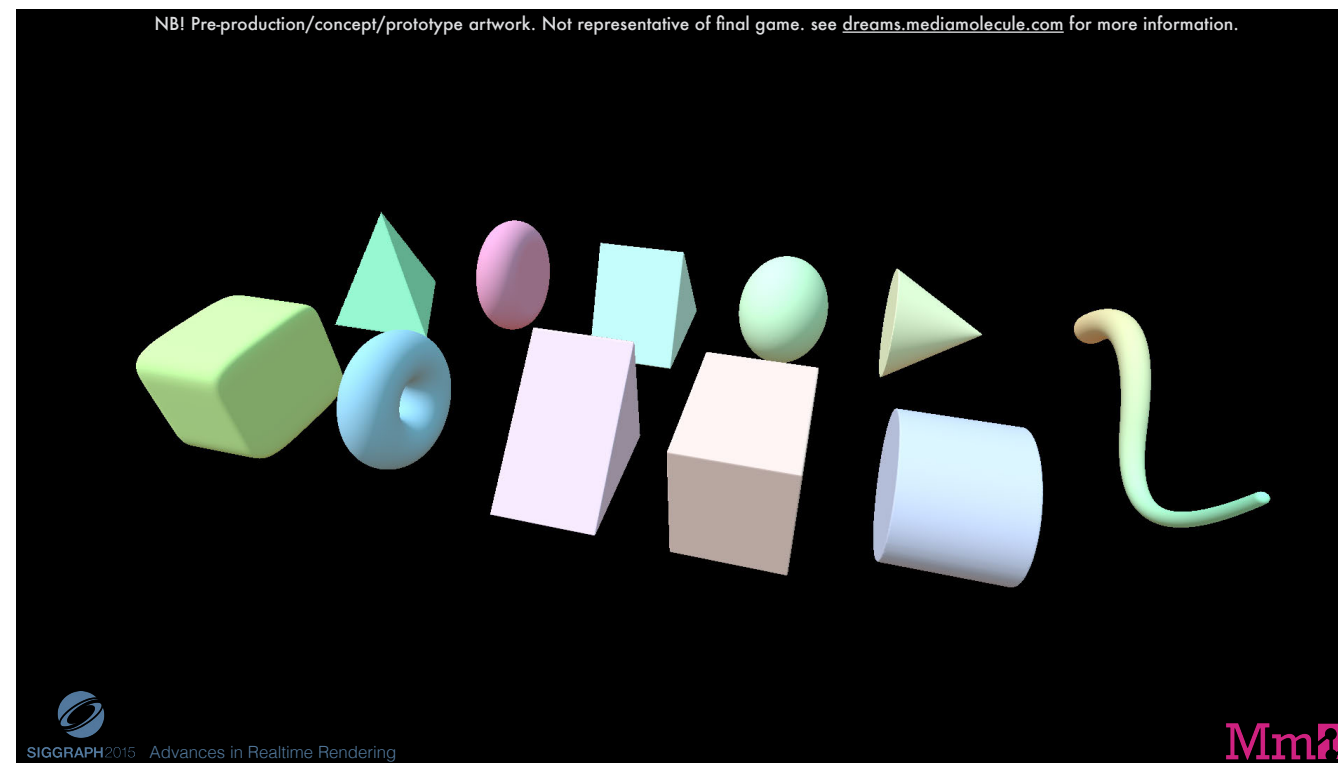 NB! Pre-production/concept/prototype artwork. Not representative of final game. see dreams.mediamolecule.com for more information.
SIGGRAPH2015 Advances in Realtime Rendering
Mm